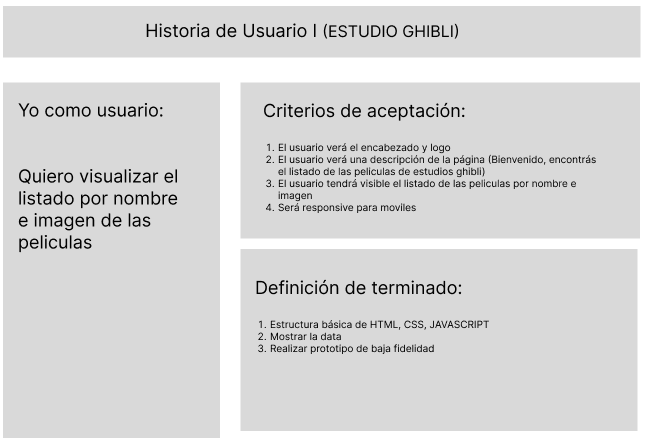 Historia de Usuario I (ESTUDIO GHIBLI)
Yo como usuario:
Quiero visualizar el
listado por nombre
e imagen de las
peliculas
Criterios de aceptación:
1. El usuario verá el encabezado y logo
2. El usuario verá una descripción de la página (Bienvenido, encontrás
el listado de las peliculas de estudios ghibli)
3. El usuario tendrá visible el listado de las peliculas por nombre e
imagen
4. Será responsive para moviles
Definición de terminado:
1. Estructura básica de HTML, CSS, JAVASCRIPT
2. Mostrar la data
3. Realizar prototipo de baja fidelidad